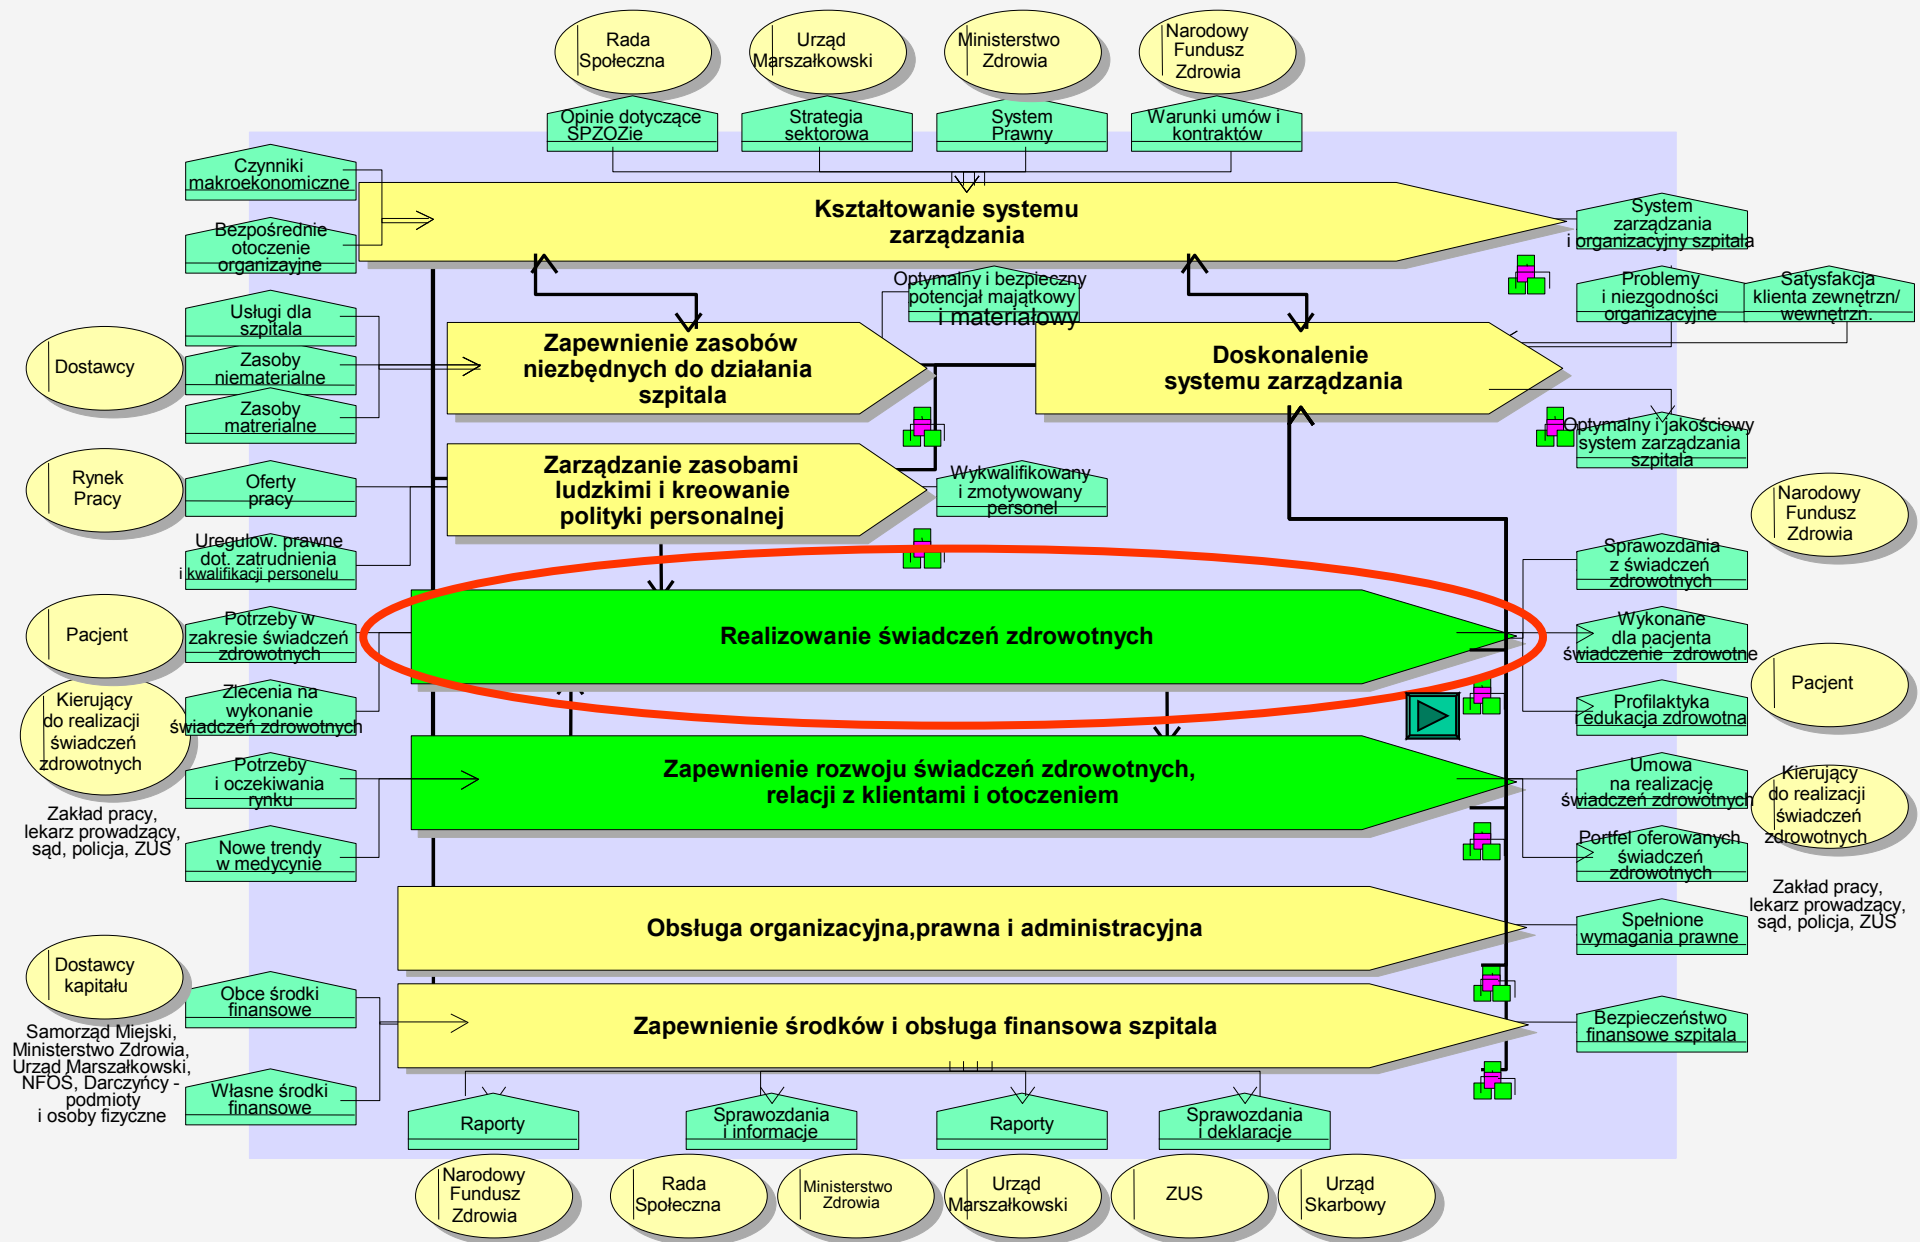 Rada
Społeczna
Urząd
Marszałkowski
Ministerstwo
Zdrowia
Narodowy
Fundusz
Zdrowia
Opinie dotyczące
SPZOZie
Strategia
sektorowa
System
Prawny
Warunki umów i
kontraktów
Czynniki
makroekonomiczne
Bezpośrednie
otoczenie
organizayjne
Kształtowanie systemu
zarządzania
System
zarządzania
i organizacyjny szpitala
Usługi dla
szpitala
Optymalny i bezpieczny
potencjał majątkowy
i materiałowy
Problemy
i niezgodności
organizacyjne
Satysfakcja
klienta zewnętrzn/
wewnętrzn.
Dostawcy
Zasoby
niematerialne
Zasoby
matrerialne
Zapewnienie zasobów
niezbędnych do działania
szpitala
Doskonalenie
systemu zarządzania
Optymalny i jakościowy
system zarządzania
szpitala
Rynek
Pracy
Oferty
pracy
Zarządzanie zasobami
ludzkimi i kreowanie
polityki personalnej
Wykwalifikowany
i zmotywowany
personel
Narodowy
Fundusz
Zdrowia
Uregulow. prawne
dot. zatrudnienia
i kwalifikacji personelu
Sprawozdania
z świadczeń
zdrowotnych
Pacjent
Potrzeby w
zakresie świadczeń
zdrowotnych
Realizowanie świadczeń zdrowotnych
Wykonane
dla pacjenta
świadczenie zdrowotne
Pacjent
Kierujący
do realizacji
świadczeń
zdrowotnych
Zlecenia na
wykonanie
świadczeń zdrowotnych
Profilaktyka
i edukacja zdrowotna
Potrzeby
i oczekiwania
rynku
Zapewnienie rozwoju świadczeń zdrowotnych,
relacji z klientami i otoczeniem
Umowa
na realizację
świadczeń zdrowotnych
Kierujący
do realizacji
świadczeń
zdrowotnych
Zakład pracy,
lekarz prowadzący,
sąd, policja, ZUS
Nowe trendy
w medycynie
Portfel oferowanych
świadczeń
zdrowotnych
Zakład pracy,
lekarz prowadzący,
sąd, policja, ZUS
Obsługa organizacyjna,prawna i administracyjna
Spełnione
wymagania prawne
Dostawcy
kapitału
Obce środki
finansowe
Zapewnienie środków i obsługa finansowa szpitala
Bezpieczeństwo
finansowe szpitala
Samorząd Miejski,
Ministerstwo Zdrowia,
Urząd Marszałkowski,
NFOŚ, Darczyńcy -
podmioty
i osoby fizyczne
Własne środki
finansowe
Raporty
Sprawozdania
i informacje
Raporty
Sprawozdania
i deklaracje
Narodowy
Fundusz
Zdrowia
Rada
Społeczna
Ministerstwo
Zdrowia
Urząd
Marszałkowski
ZUS
Urząd
Skarbowy